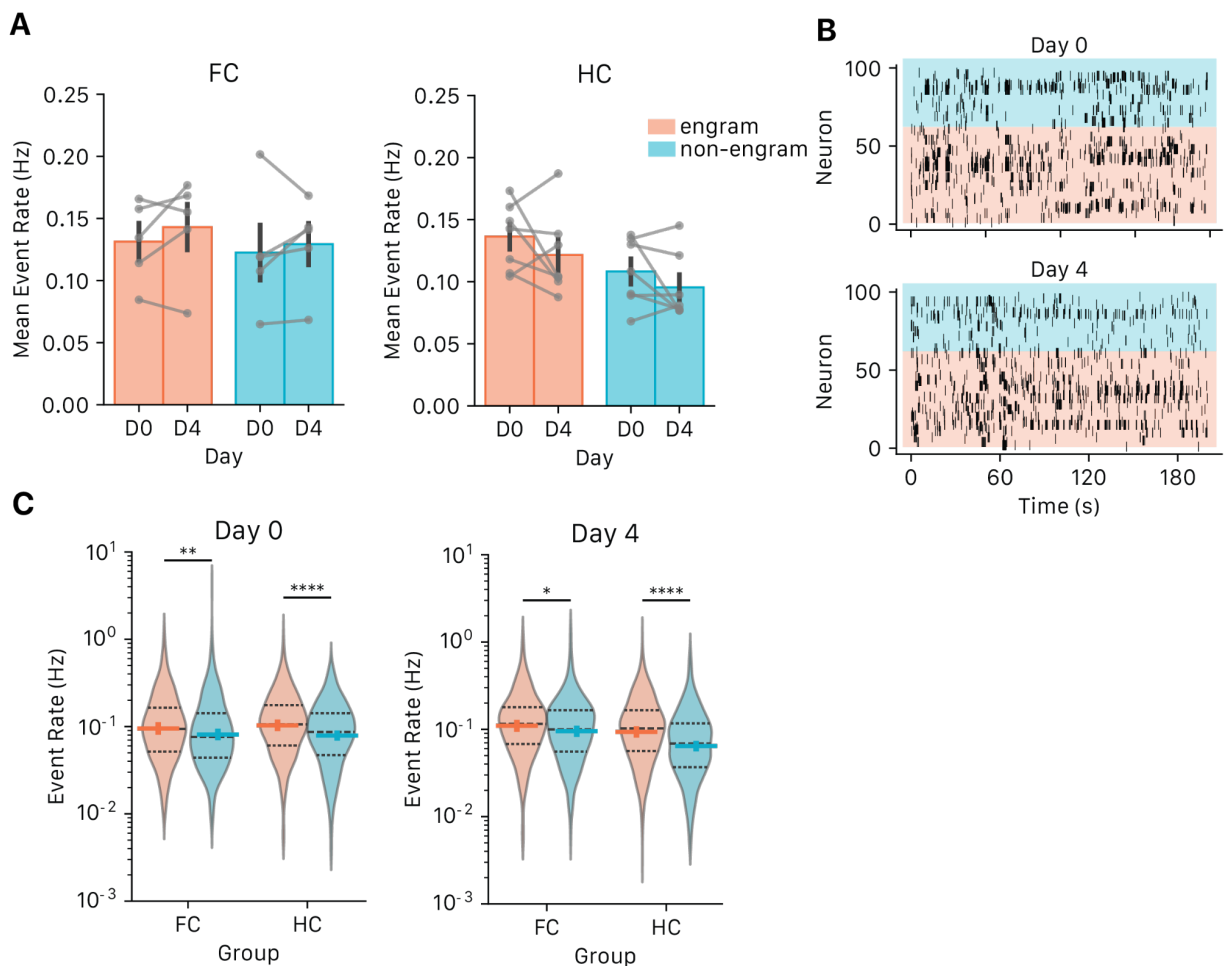 A
FC
0.25
0.20
0.15
0.10
0.05
0.00
Mean Event Rate (Hz)
D0 D4 D0 D4
Day
HC
0.25
0.20
0.15
0.10
0.05
0.00
Mean Event Rate (Hz)
D0 D4 D0 D4
Day
engram
non-engram
B
Day 0
100
50
0
Neuron
Day 4
100
50
0
Neuron
0 60 120 180
Time (s)
C
Day 0
** ****
10^1
10^0
10^-1
10^-2
10^-3
Event Rate (Hz)
FC HC
Group
Day 4
* ****
10^1
10^0
10^-1
10^-2
10^-3
Event Rate (Hz)
FC HC
Group